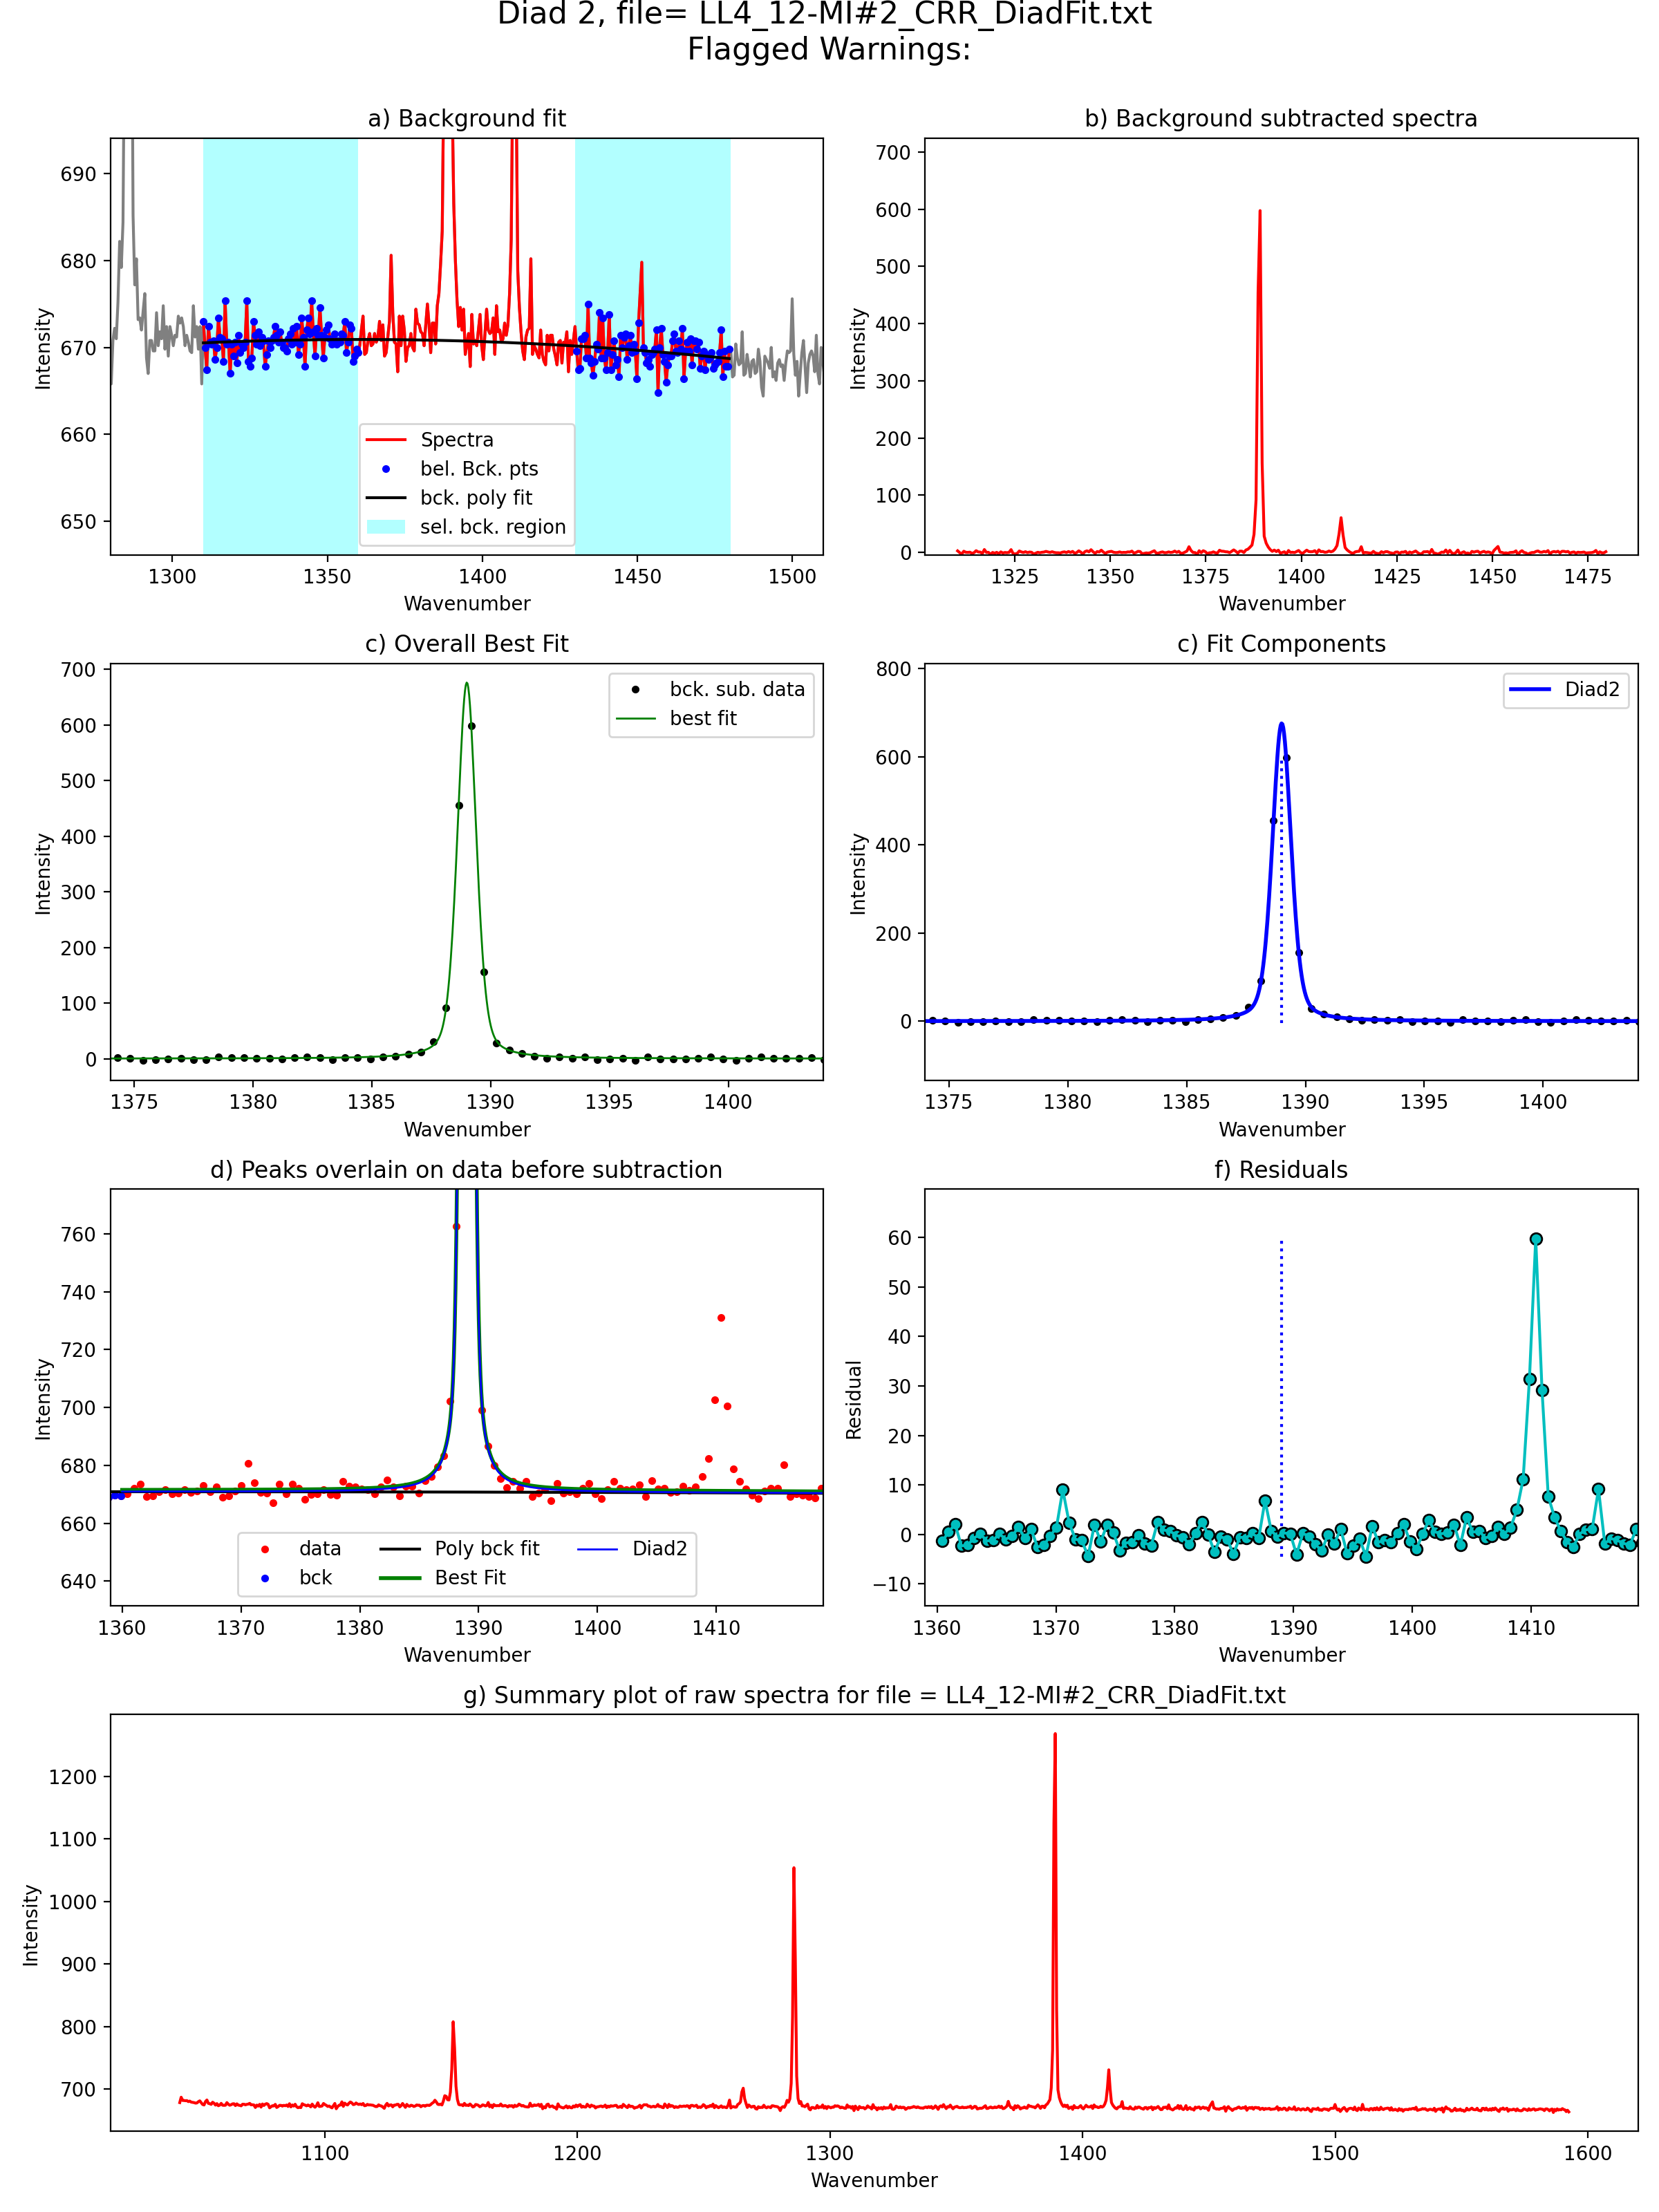 Diad 2, file= LL4_12-MI#2_CRR_DiadFit.txt
Flagged Warnings:
a) Background fit
690
680
670
660
650
Intensity
Spectra
bel. Bck. pts
bck. poly fit
sel. bck. region
1300 1350 1400 1450 1500
Wavenumber
b) Background subtracted spectra
700
600
500
400
300
200
100
0
Intensity
1325 1350 1375 1400 1425 1450 1475
Wavenumber
c) Overall Best Fit
700
600
500
400
300
200
100
0
Intensity
bck. sub. data
best fit
1375 1380 1385 1390 1395 1400
Wavenumber
c) Fit Components
800
600
400
200
0
Intensity
Diad2
1375 1380 1385 1390 1395 1400
Wavenumber
d) Peaks overlain on data before subtraction
760
740
720
700
680
660
640
Intensity
data Poly bck fit Diad2
bck Best Fit
1360 1370 1380 1390 1400 1410
Wavenumber
f) Residuals
60
50
40
30
20
10
0
−10
Residual
1360 1370 1380 1390 1400 1410
Wavenumber
g) Summary plot of raw spectra for file = LL4_12-MI#2_CRR_DiadFit.txt
1200
1100
1000
900
800
700
Intensity
1100 1200 1300 1400 1500 1600
Wavenumber